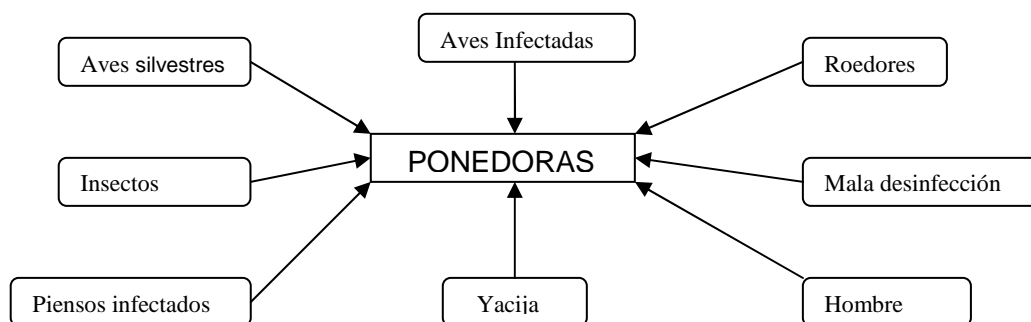 Aves Infectadas
Aves silvestres
Roedores
PONEDORAS
Insectos
Mala desinfección
Piensos infectados
Yacija
Hombre